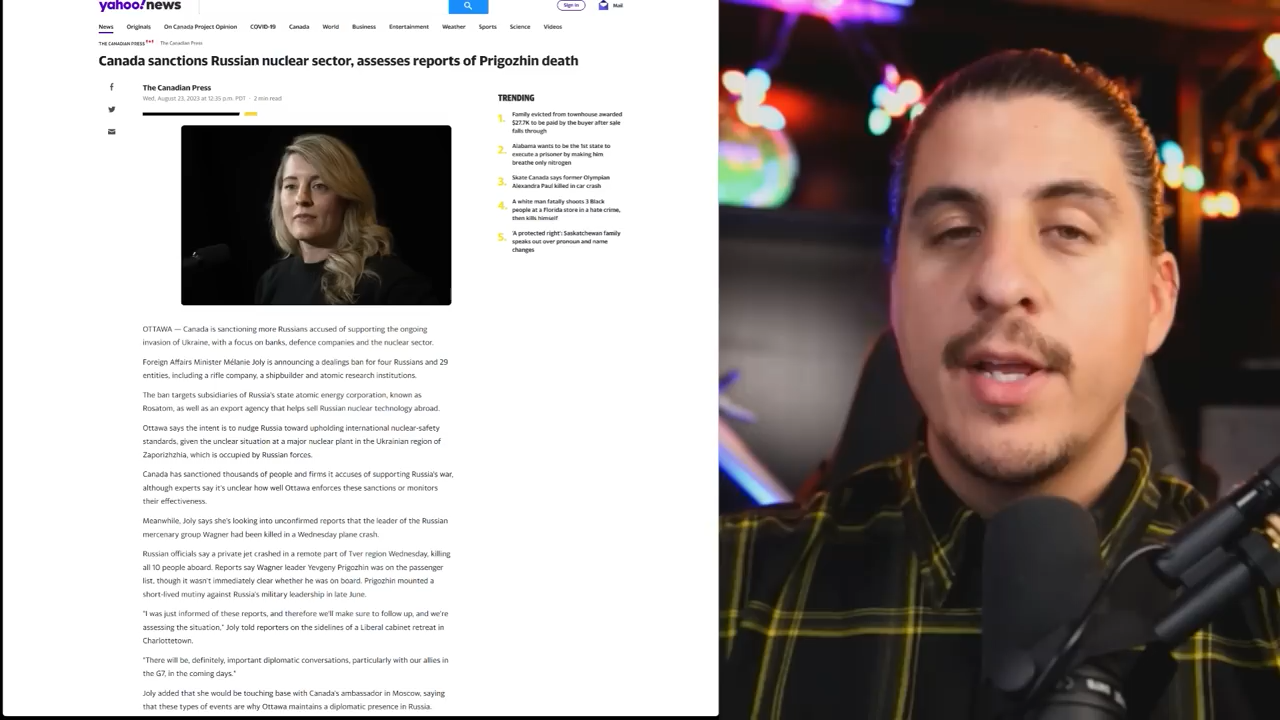 yahoo!news
Sign in
Mail
News Originals On Canada Project Opinion COVID-19 Canada World Business Entertainment Weather Sports Science Videos
THE CANADIAN PRESS The Canadian Press
Canada sanctions Russian nuclear sector, assesses reports of Prigozhin death
The Canadian Press
Wed, August 23, 2023 at 12:35 p.m. PDT · 2 min read
OTTAWA — Canada is sanctioning more Russians accused of supporting the ongoing
invasion of Ukraine, with a focus on banks, defence companies and the nuclear sector.
Foreign Affairs Minister Mélanie Joly is announcing a dealings ban for four Russians and 29
entities, including a rifle company, a shipbuilder and atomic research institutions.
The ban targets subsidiaries of Russia's state atomic energy corporation, known as
Rosatom, as well as an export agency that helps sell Russian nuclear technology abroad.
Ottawa says the intent is to nudge Russia toward upholding international nuclear-safety
standards, given the unclear situation at a major nuclear plant in the Ukrainian region of
Zaporizhzhia, which is occupied by Russian forces.
Canada has sanctioned thousands of people and firms it accuses of supporting Russia's war,
although experts say it's unclear how well Ottawa enforces these sanctions or monitors
their effectiveness.
Meanwhile, Joly says she's looking into unconfirmed reports that the leader of the Russian
mercenary group Wagner had been killed in a Wednesday plane crash.
Russian officials say a private jet crashed in a remote part of Tver region Wednesday, killing
all 10 people aboard. Reports say Wagner leader Yevgeny Prigozhin was on the passenger
list, though it wasn't immediately clear whether he was on board. Prigozhin mounted a
short-lived mutiny against Russia's military leadership in late June.
"I was just informed of these reports, and therefore we'll make sure to follow up, and we're
assessing the situation," Joly told reporters on the sidelines of a Liberal cabinet retreat in
Charlottetown.
"There will be, definitely, important diplomatic conversations, particularly with our allies in
the G7, in the coming days."
Joly added that she would be touching base with Canada's ambassador in Moscow, saying
that these types of events are why Ottawa maintains a diplomatic presence in Russia.
TRENDING
1. Family evicted from townhouse awarded
$27.7K to be paid by the buyer after sale
falls through
2. Alabama wants to be the 1st state to
execute a prisoner by making him
breathe only nitrogen
3. Skate Canada says former Olympian
Alexandra Paul killed in car crash
4. A white man fatally shoots 3 Black
people at a Florida store in a hate crime,
then kills himself
5. 'A protected right': Saskatchewan family
speaks out over pronoun and name
changes